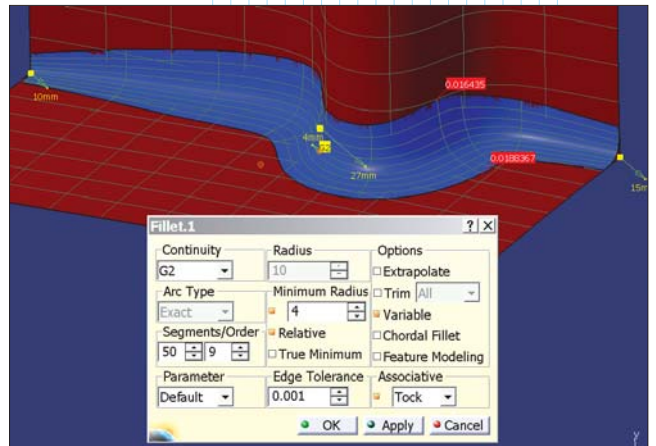 0.016435
10mm
4mm
G2
27mm
0.0188367
15m
Fillet.1 ? X
Continuity Radius Options
G2 10 Extrapolate
Arc Type Minimum Radius Trim All
Exact 4 Variable
Segments/Order Relative Chordal Fillet
50 9 True Minimum Feature Modeling
Parameter Edge Tolerance Associative
Default 0.001 Tock
OK Apply Cancel
y